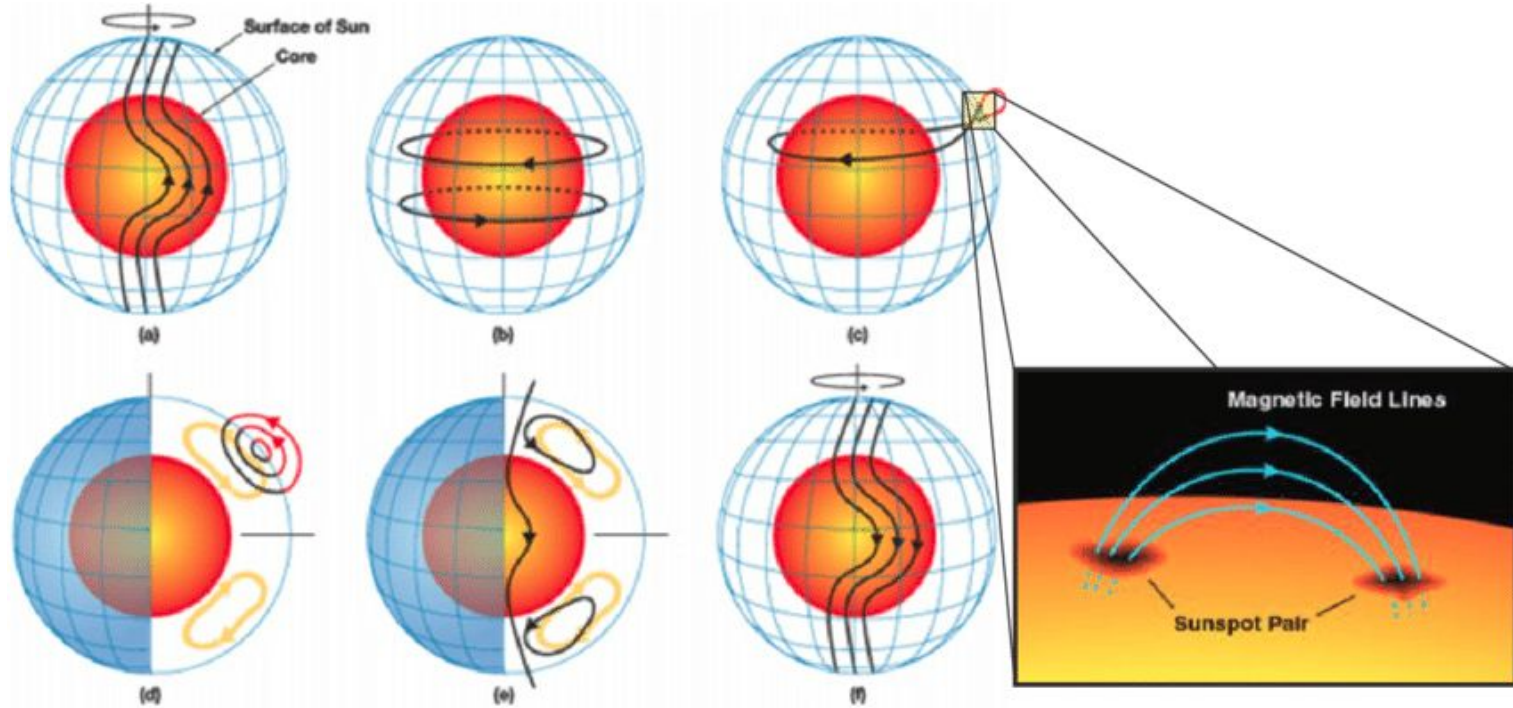 Surface of Sun
Core
(a)
(b)
(c)
(d)
(e)
(f)
Magnetic Field Lines
Sunspot Pair